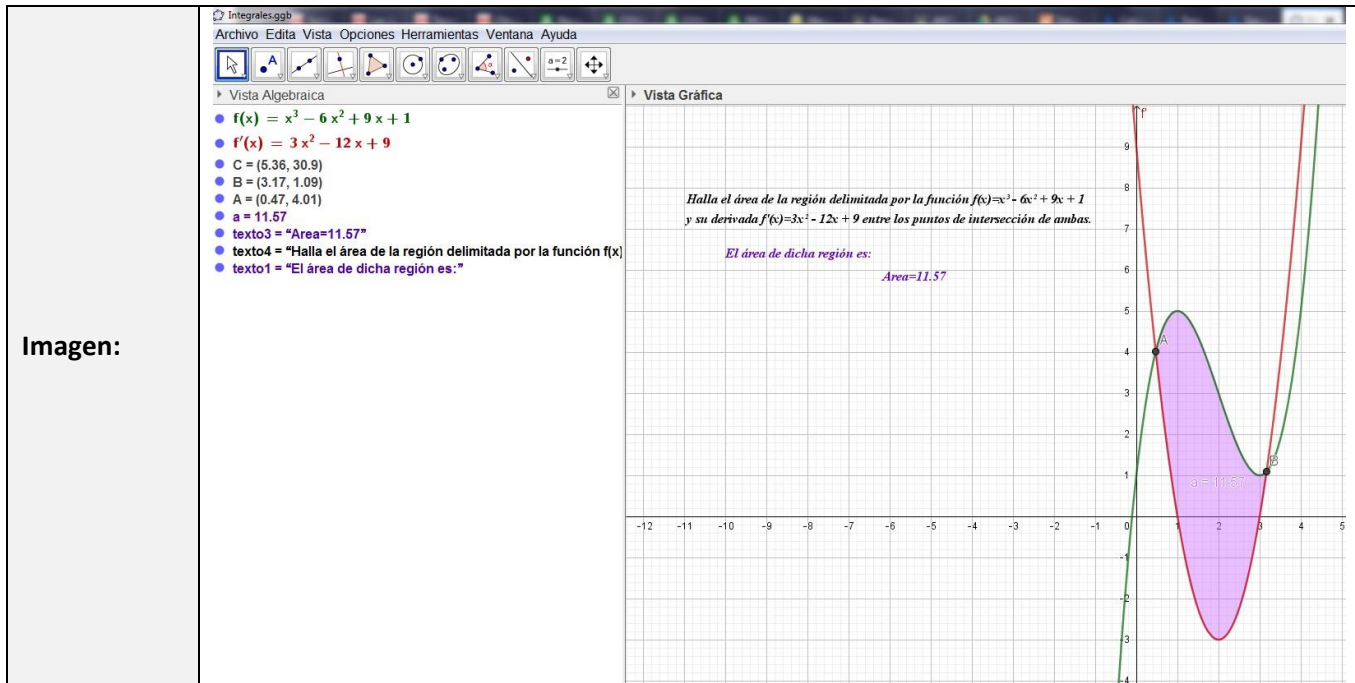 Imagen:
Integrales.ggb
Archivo Edita Vista Opciones Herramientas Ventana Ayuda
A
α
a=2
Vista Algebraica
f(x) = x³ − 6 x² + 9 x + 1
f'(x) = 3 x² − 12 x + 9
C = (5.36, 30.9)
B = (3.17, 1.09)
A = (0.47, 4.01)
a = 11.57
texto3 = "Area=11.57"
texto4 = "Halla el área de la región delimitada por la función f(x)
texto1 = "El área de dicha región es:"
Vista Gráfica
Halla el área de la región delimitada por la función f(x)=x³ - 6x² + 9x + 1
y su derivada f'(x)=3x² - 12x + 9 entre los puntos de intersección de ambas.
El área de dicha región es:
Area=11.57
f'
9
8
7
6
5
4
3
2
1
A
B
a = 11.57
-12 -11 -10 -9 -8 -7 -6 -5 -4 -3 -2 -1 0 1 2 3 4 5
-1
-2
-3
-4